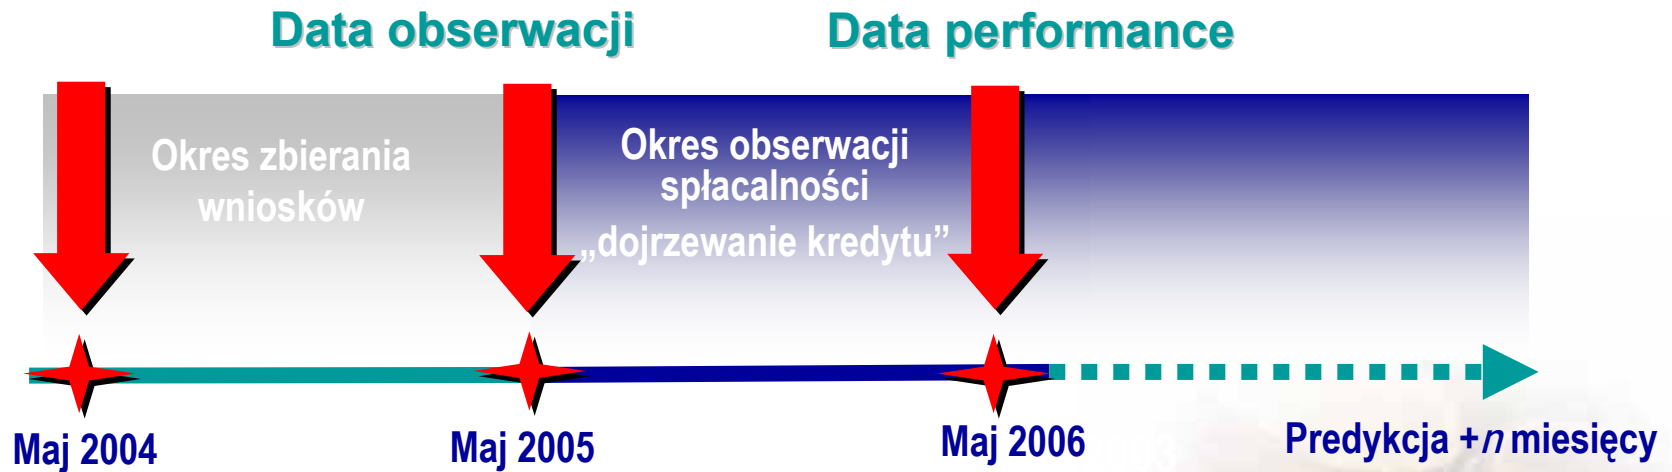 Data obserwacji
Data performance
Okres zbierania
wniosków
Okres obserwacji
spłacalności
„dojrzewanie kredytu”
Maj 2004
Maj 2005
Maj 2006
Predykcja +n miesięcy